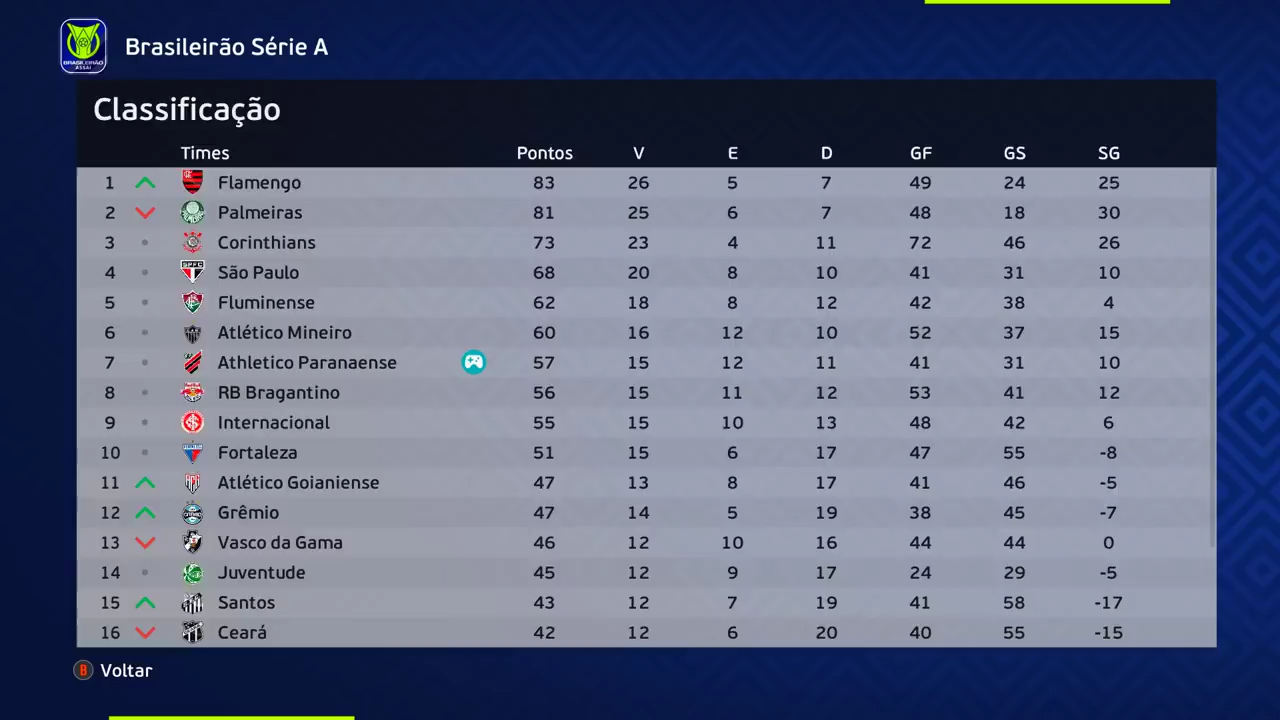 Brasileirão Série A
BRASILEIRÃO
ASSAÍ
Classificação
Times Pontos V E D GF GS SG
1 Flamengo 83 26 5 7 49 24 25
2 Palmeiras 81 25 6 7 48 18 30
3 Corinthians 73 23 4 11 72 46 26
4 São Paulo 68 20 8 10 41 31 10
5 Fluminense 62 18 8 12 42 38 4
6 Atlético Mineiro 60 16 12 10 52 37 15
7 Athletico Paranaense 57 15 12 11 41 31 10
8 RB Bragantino 56 15 11 12 53 41 12
9 Internacional 55 15 10 13 48 42 6
10 Fortaleza 51 15 6 17 47 55 -8
11 Atlético Goianiense 47 13 8 17 41 46 -5
12 Grêmio 47 14 5 19 38 45 -7
13 Vasco da Gama 46 12 10 16 44 44 0
14 Juventude 45 12 9 17 24 29 -5
15 Santos 43 12 7 19 41 58 -17
16 Ceará 42 12 6 20 40 55 -15
B Voltar